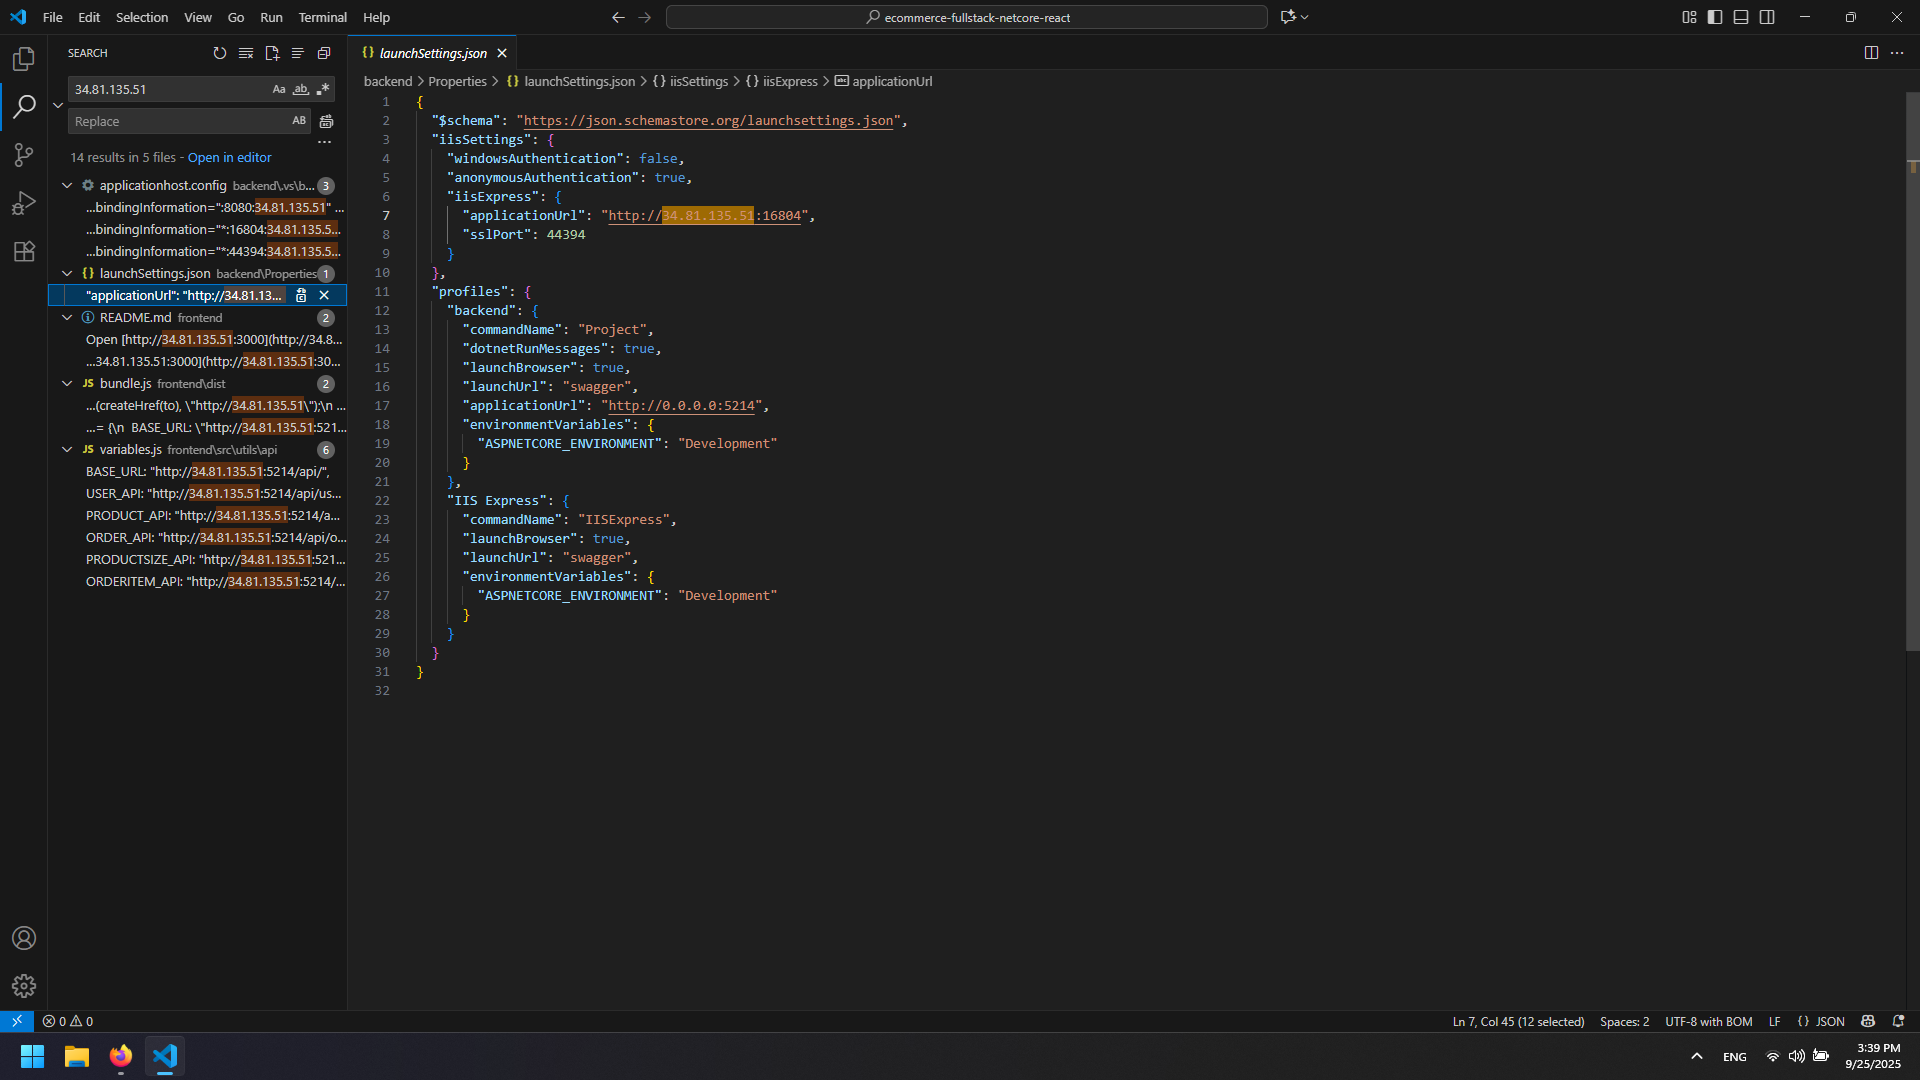 File Edit Selection View Go Run Terminal Help
ecommerce-fullstack-netcore-react
SEARCH
34.81.135.51
Aa ab .*
Replace
AB
14 results in 5 files - Open in editor
applicationhost.config backend\.vs\b... 3
...bindingInformation=":8080:34.81.135.51" ...
...bindingInformation="*:16804:34.81.135.5...
...bindingInformation="*:44394:34.81.135.5...
{} launchSettings.json backend\Properties 1
"applicationUrl": "http://34.81.13...
README.md frontend 2
Open [http://34.81.135.51:3000](http://34.8...
...34.81.135.51:3000](http://34.81.135.51:30...
JS bundle.js frontend\dist 2
...(createHref(to), \"http://34.81.135.51\");\n ...
...= {\n BASE_URL: \"http://34.81.135.51:521...
JS variables.js frontend\src\utils\api 6
BASE_URL: "http://34.81.135.51:5214/api/",
USER_API: "http://34.81.135.51:5214/api/us...
PRODUCT_API: "http://34.81.135.51:5214/a...
ORDER_API: "http://34.81.135.51:5214/api/o...
PRODUCTSIZE_API: "http://34.81.135.51:521...
ORDERITEM_API: "http://34.81.135.51:5214/...
{} launchSettings.json
backend > Properties > {} launchSettings.json > {} iisSettings > {} iisExpress > abc applicationUrl
1 {
2 "$schema": "https://json.schemastore.org/launchsettings.json",
3 "iisSettings": {
4 "windowsAuthentication": false,
5 "anonymousAuthentication": true,
6 "iisExpress": {
7 "applicationUrl": "http://34.81.135.51:16804",
8 "sslPort": 44394
9 }
10 },
11 "profiles": {
12 "backend": {
13 "commandName": "Project",
14 "dotnetRunMessages": true,
15 "launchBrowser": true,
16 "launchUrl": "swagger",
17 "applicationUrl": "http://0.0.0.0:5214",
18 "environmentVariables": {
19 "ASPNETCORE_ENVIRONMENT": "Development"
20 }
21 },
22 "IIS Express": {
23 "commandName": "IISExpress",
24 "launchBrowser": true,
25 "launchUrl": "swagger",
26 "environmentVariables": {
27 "ASPNETCORE_ENVIRONMENT": "Development"
28 }
29 }
30 }
31 }
32
0 0
Ln 7, Col 45 (12 selected) Spaces: 2 UTF-8 with BOM LF {} JSON
ENG
3:39 PM
9/25/2025